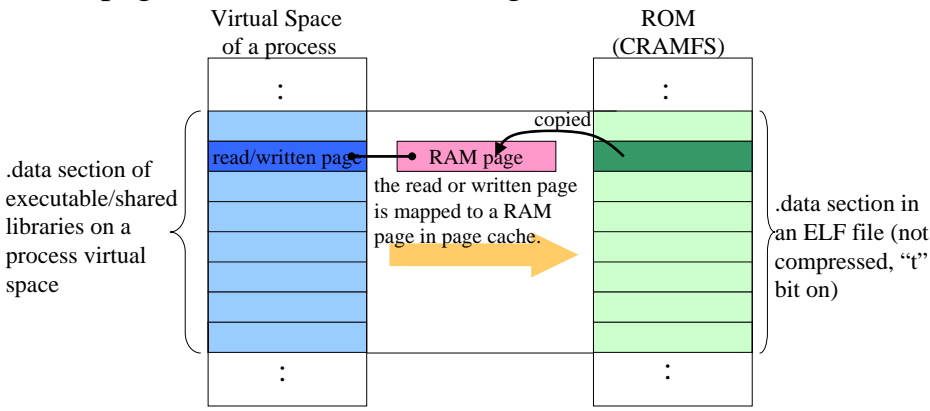 Virtual Space
of a process
ROM
(CRAMFS)
:
:
copied
read/written page
RAM page
the read or written page
is mapped to a RAM
page in page cache.
.data section of
executable/shared
libraries on a
process virtual
space
.data section in
an ELF file (not
compressed, “t”
bit on)
:
: